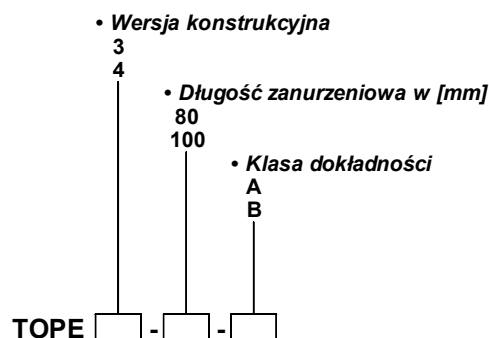 • Wersja konstrukcyjna
3
4
• Długość zanurzeniowa w [mm]
80
100
• Klasa dokładności
A
B
TOPE - -